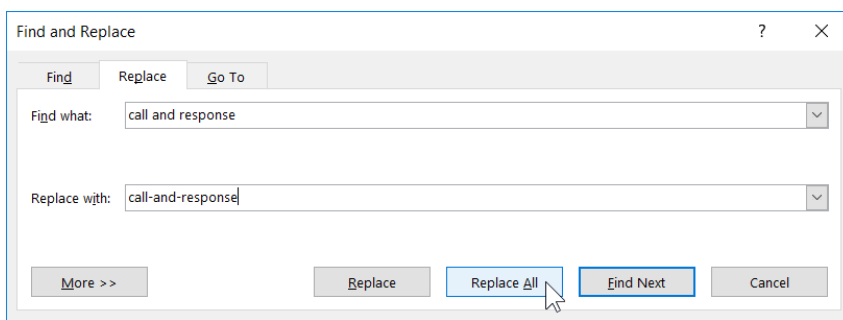 Find and Replace ?
Find Replace Go To
Find what: call and response
Replace with: call-and-response
More >> Replace Replace All Find Next Cancel